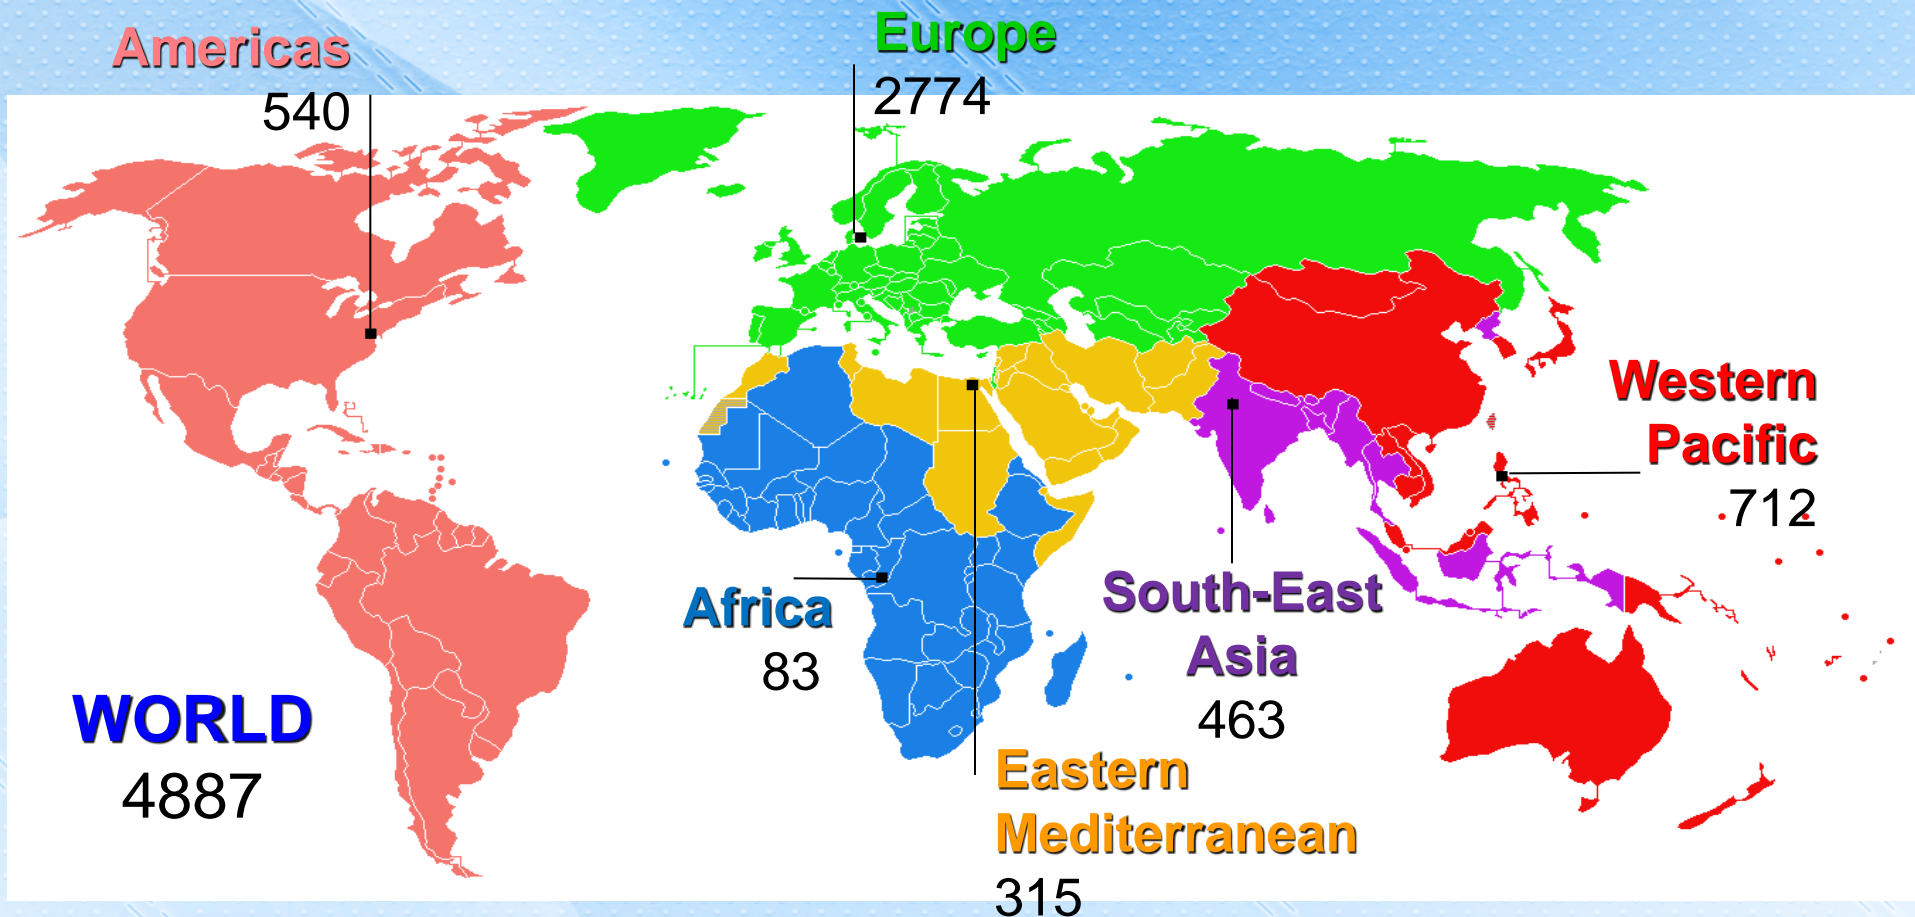 Americas
540
Europe
2774
Western
Pacific
712
Africa
83
South-East
Asia
463
WORLD
4887
Eastern
Mediterranean
315